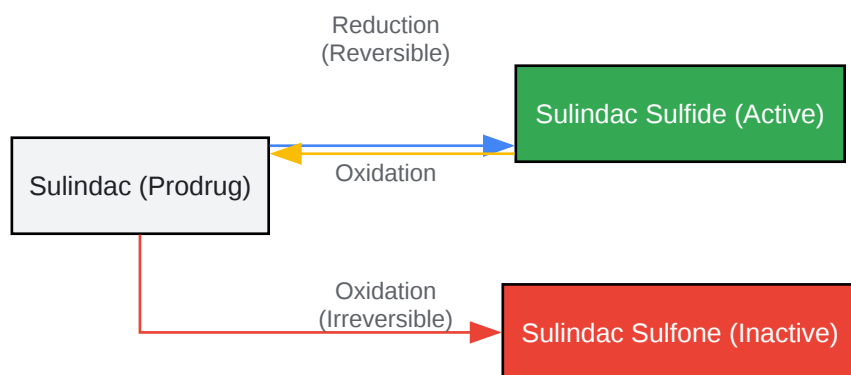 Reduction
(Reversible)
Sulindac Sulfide (Active)
Sulindac (Prodrug)
Oxidation
Oxidation
(Irreversible)
Sulindac Sulfone (Inactive)